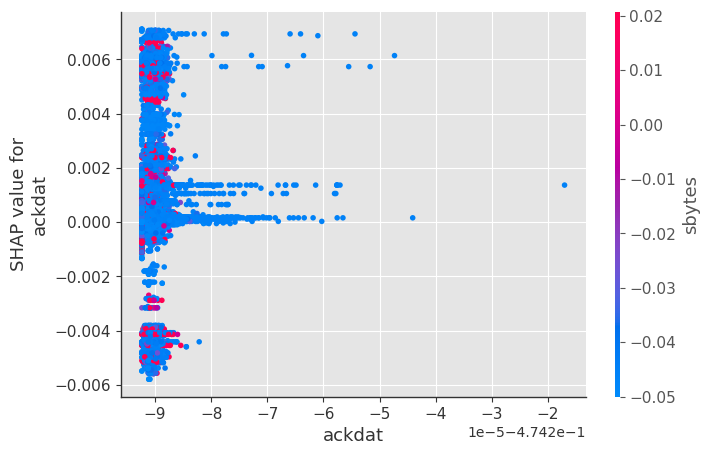 0.006
0.004
0.002
0.000
−0.002
−0.004
−0.006
SHAP value for
ackdat
−9 −8 −7 −6 −5 −4 −3 −2
1e−5−4.742e−1
ackdat
0.02
0.01
0.00
−0.01
−0.02
−0.03
−0.04
−0.05
sbytes